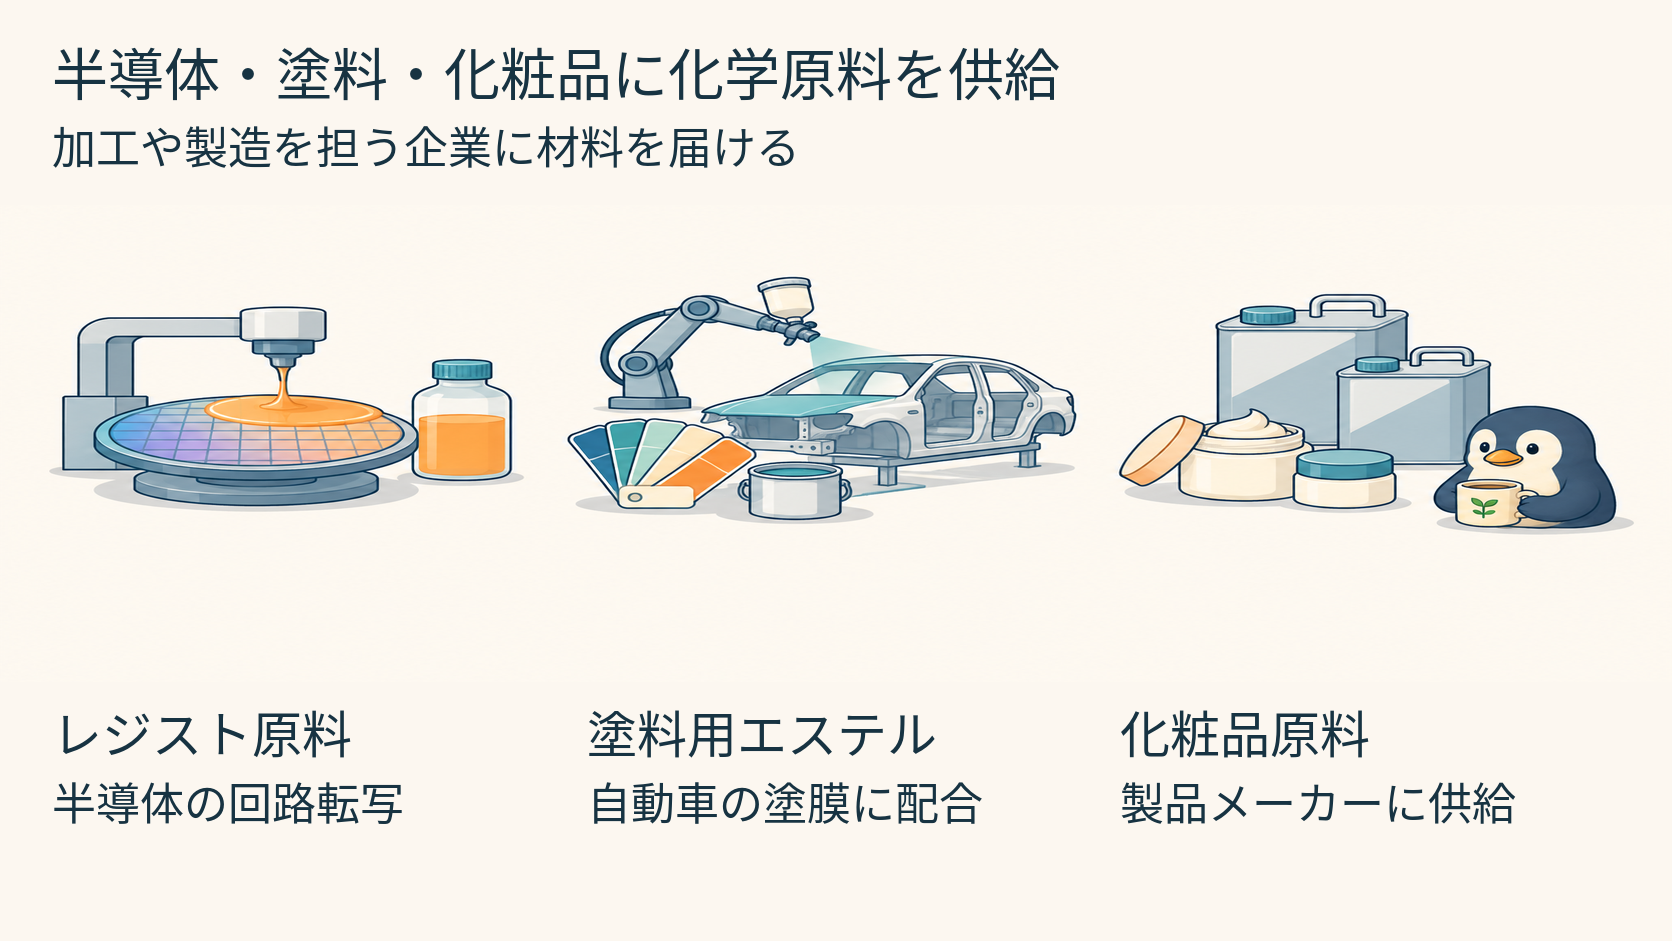 半導体・塗料・化粧品に化学原料を供給
加工や製造を担う企業に材料を届ける
レジスト原料
半導体の回路転写
塗料用エステル
自動車の塗膜に配合
化粧品原料
製品メーカーに供給